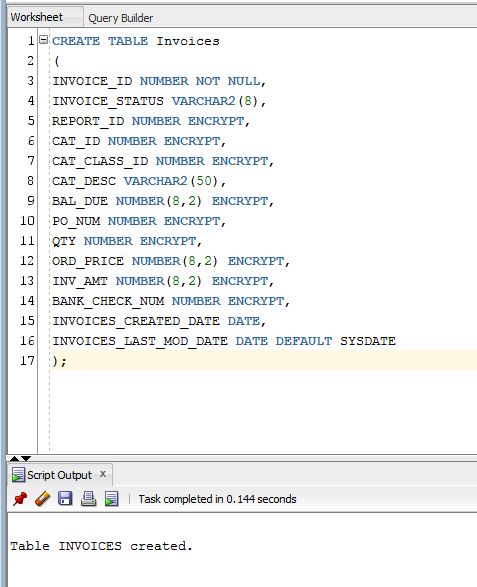 Worksheet Query Builder
1 CREATE TABLE Invoices
2 (
3 INVOICE_ID NUMBER NOT NULL,
4 INVOICE_STATUS VARCHAR2(8),
5 REPORT_ID NUMBER ENCRYPT,
6 CAT_ID NUMBER ENCRYPT,
7 CAT_CLASS_ID NUMBER ENCRYPT,
8 CAT_DESC VARCHAR2(50),
9 BAL_DUE NUMBER(8,2) ENCRYPT,
10 PO_NUM NUMBER ENCRYPT,
11 QTY NUMBER ENCRYPT,
12 ORD_PRICE NUMBER(8,2) ENCRYPT,
13 INV_AMT NUMBER(8,2) ENCRYPT,
14 BANK_CHECK_NUM NUMBER ENCRYPT,
15 INVOICES_CREATED_DATE DATE,
16 INVOICES_LAST_MOD_DATE DATE DEFAULT SYSDATE
17 );
Script Output x
Task completed in 0.144 seconds
Table INVOICES created.